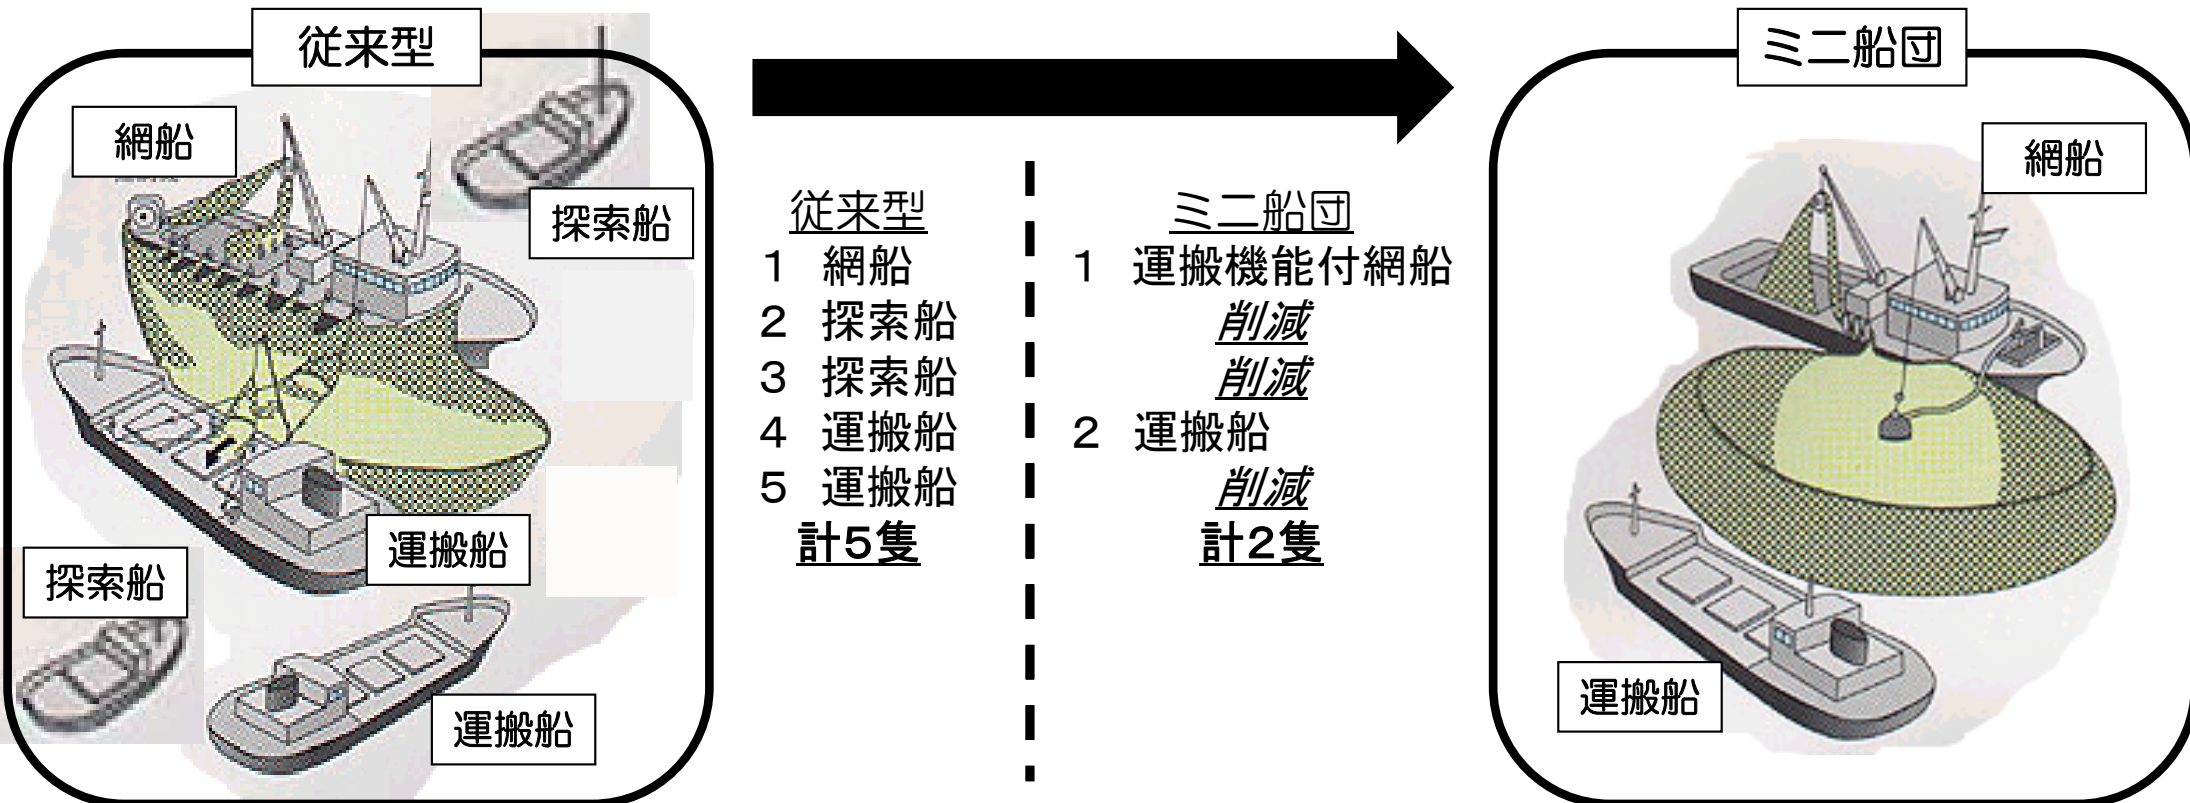 従来型
網船
探索船
運搬船
探索船
運搬船
従来型
1 網船
2 探索船
3 探索船
4 運搬船
5 運搬船
計5隻
ミニ船団
1 運搬機能付網船
削減
削減
2 運搬船
削減
計2隻
ミニ船団
網船
運搬船